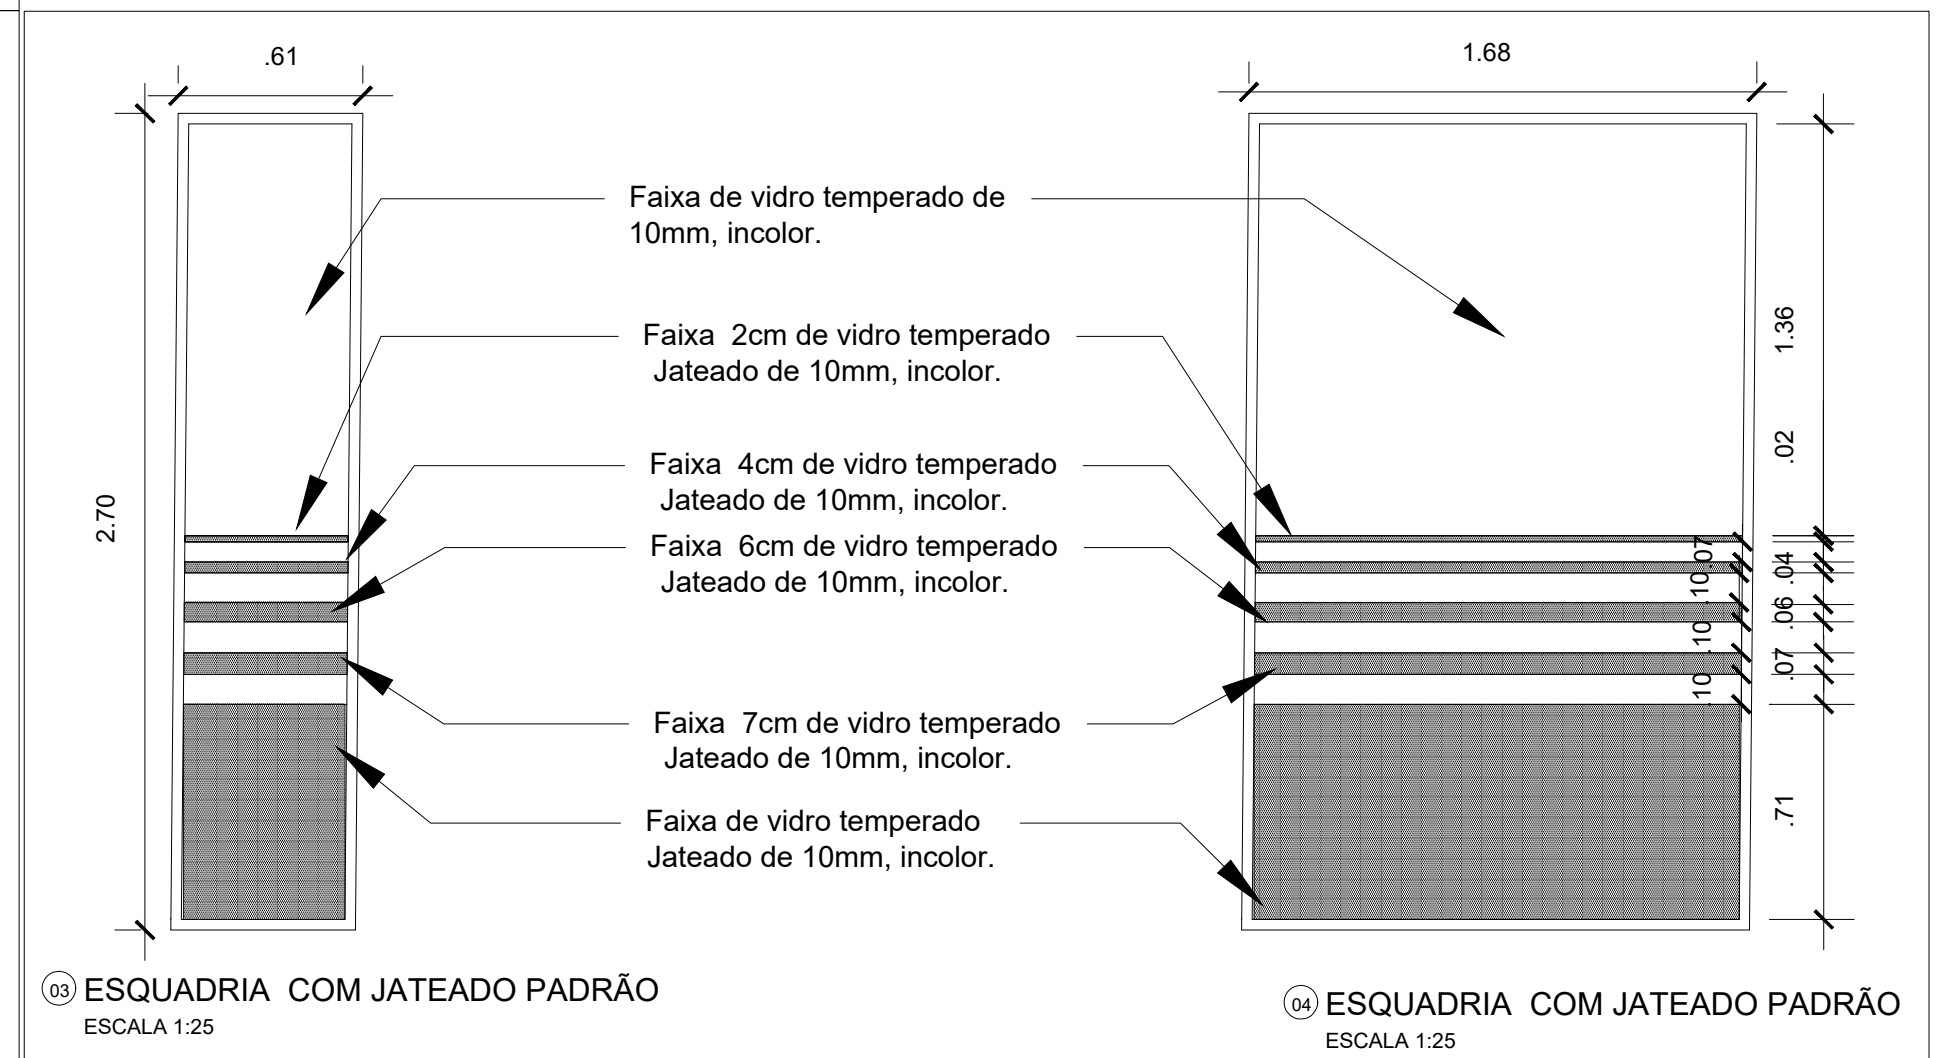 .61
1.68
Faixa de vidro temperado de
10mm, incolor.
Faixa 2cm de vidro temperado
Jateado de 10mm, incolor.
1.36
Faixa 4cm de vidro temperado
Jateado de 10mm, incolor.
.02
2.70
Faixa 6cm de vidro temperado
Jateado de 10mm, incolor.
.07
.04
.10
.06
.10
.07
.10
Faixa 7cm de vidro temperado
Jateado de 10mm, incolor.
Faixa de vidro temperado
Jateado de 10mm, incolor.
.71
03 ESQUADRIA COM JATEADO PADRÃO
ESCALA 1:25
04 ESQUADRIA COM JATEADO PADRÃO
ESCALA 1:25